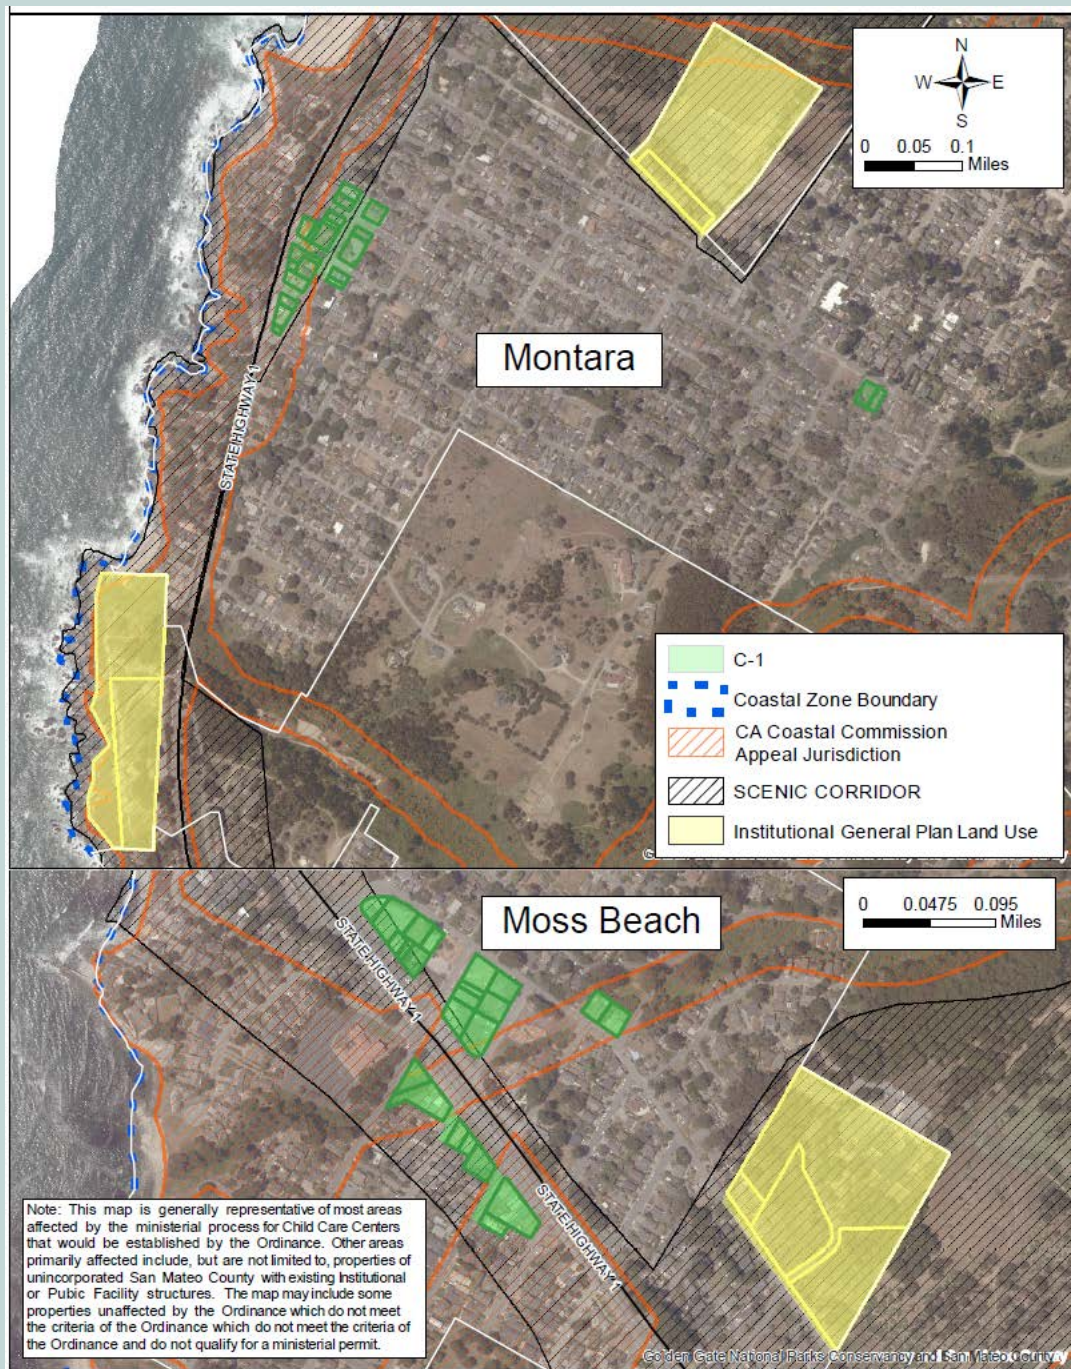 N
W E
S
0 0.05 0.1
Miles
Montara
STATE HIGHWAY 1
C-1
Coastal Zone Boundary
CA Coastal Commission
Appeal Jurisdiction
SCENIC CORRIDOR
Institutional General Plan Land Use
Moss Beach
0 0.0475 0.095
Miles
STATE HIGHWAY 1
STATE HIGHWAY 1
Note: This map is generally representative of most areas
affected by the ministerial process for Child Care Centers
that would be established by the Ordinance. Other areas
primarily affected include, but are not limited to, properties of
unincorporated San Mateo County with existing Institutional
or Pubic Facility structures. The map may include some
properties unaffected by the Ordinance which do not meet
the criteria of the Ordinance which do not meet the criteria of
the Ordinance and do not qualify for a ministerial permit.
Golden Gate National Parks Conservancy and San Mateo County